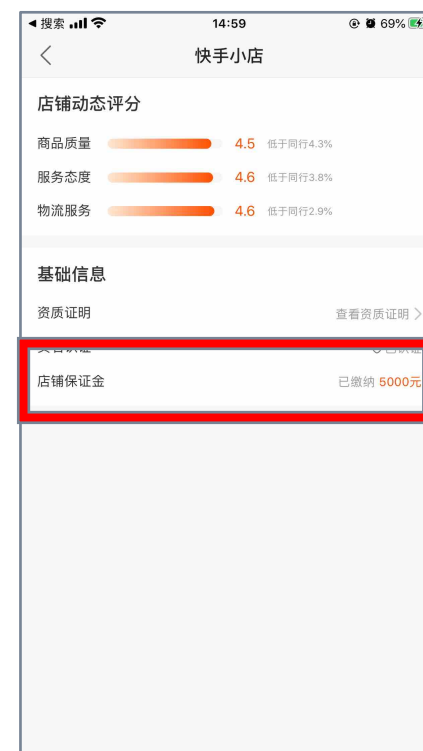 搜索 14:59 69%
快手小店
店铺动态评分
商品质量 4.5 低于同行4.3%
服务态度 4.6 低于同行3.8%
物流服务 4.6 低于同行2.9%
基础信息
资质证明 查看资质证明
店铺保证金 已缴纳 5000元